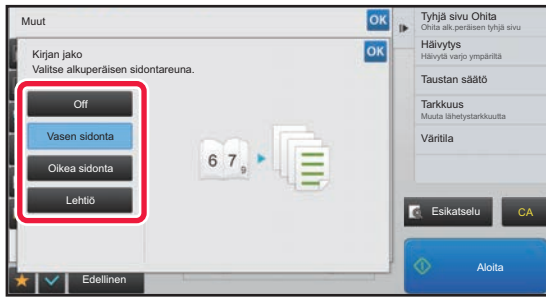 Muut
OK
Kirjan jako
Valitse alkuperäisen sidontareuna.
OK
Off
Vasen sidonta
Oikea sidonta
Lehtiö
6 7 9
Edellinen
Tyhjä sivu Ohita
Ohita alk.peräisen tyhjä sivu
Häivytys
Häivytä varjo ympäriltä
Taustan säätö
Tarkkuus
Muuta lähetystarkkuutta
Väritila
Esikatselu
CA
Aloita